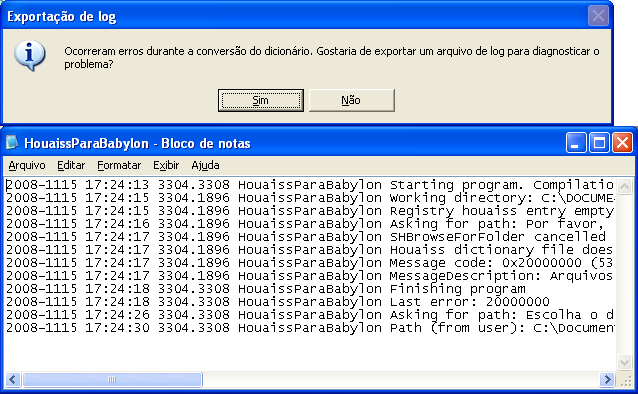 Exportação de log
Ocorreram erros durante a conversão do dicionário. Gostaria de exportar um arquivo de log para diagnosticar o
problema?
Sim Não
HouaissParaBabylon - Bloco de notas
Arquivo Editar Formatar Exibir Ajuda
2008-1115 17:24:13 3304.3308 HouaissParaBabylon Starting program. Compilatio
2008-1115 17:24:15 3304.1896 HouaissParaBabylon Working directory: C:\DOCUME
2008-1115 17:24:15 3304.1896 HouaissParaBabylon Registry houaiss entry empty
2008-1115 17:24:16 3304.1896 HouaissParaBabylon Asking for path: Por favor,
2008-1115 17:24:17 3304.1896 HouaissParaBabylon SHBrowseForFolder cancelled
2008-1115 17:24:17 3304.1896 HouaissParaBabylon Houaiss dictionary file does
2008-1115 17:24:17 3304.1896 HouaissParaBabylon Message code: 0x20000000 (53
2008-1115 17:24:17 3304.1896 HouaissParaBabylon MessageDescription: Arquivos
2008-1115 17:24:18 3304.3308 HouaissParaBabylon Finishing program
2008-1115 17:24:18 3304.3308 HouaissParaBabylon Last error: 20000000
2008-1115 17:24:26 3304.3308 HouaissParaBabylon Asking for path: Escolha o d
2008-1115 17:24:30 3304.3308 HouaissParaBabylon Path (from user): C:\Document